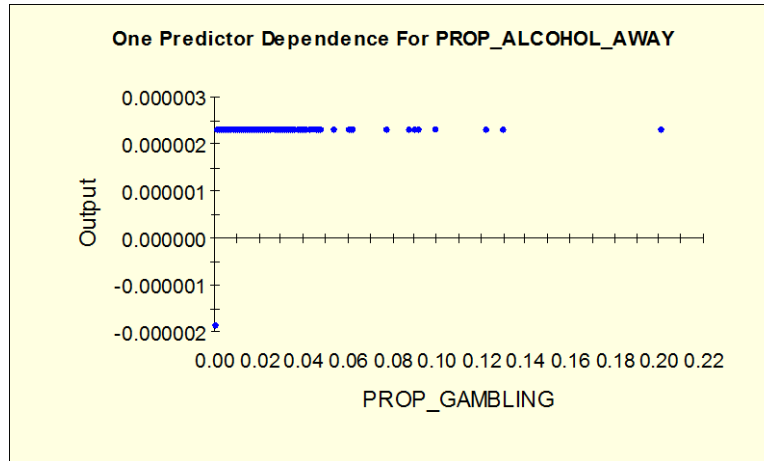 One Predictor Dependence For PROP_ALCOHOL_AWAY
0.000003
0.000002
0.000001
0.000000
-0.000001
-0.000002
Output
0.00 0.02 0.04 0.06 0.08 0.10 0.12 0.14 0.16 0.18 0.20 0.22
PROP_GAMBLING